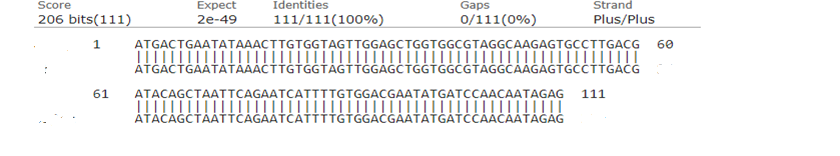 Score Expect Identities Gaps Strand
206 bits(111) 2e-49 111/111(100%) 0/111(0%) Plus/Plus
1 ATGACTGAATATAAACTTGTGGTAGTTGGAGCTGGTGGCGTAGGCAAGAGTGCCTTGACG 60
ATGACTGAATATAAACTTGTGGTAGTTGGAGCTGGTGGCGTAGGCAAGAGTGCCTTGACG
61 ATACAGCTAATTCAGAATCATTTTGTGGACGAATATGATCCAACAATAGAG 111
ATACAGCTAATTCAGAATCATTTTGTGGACGAATATGATCCAACAATAGAG